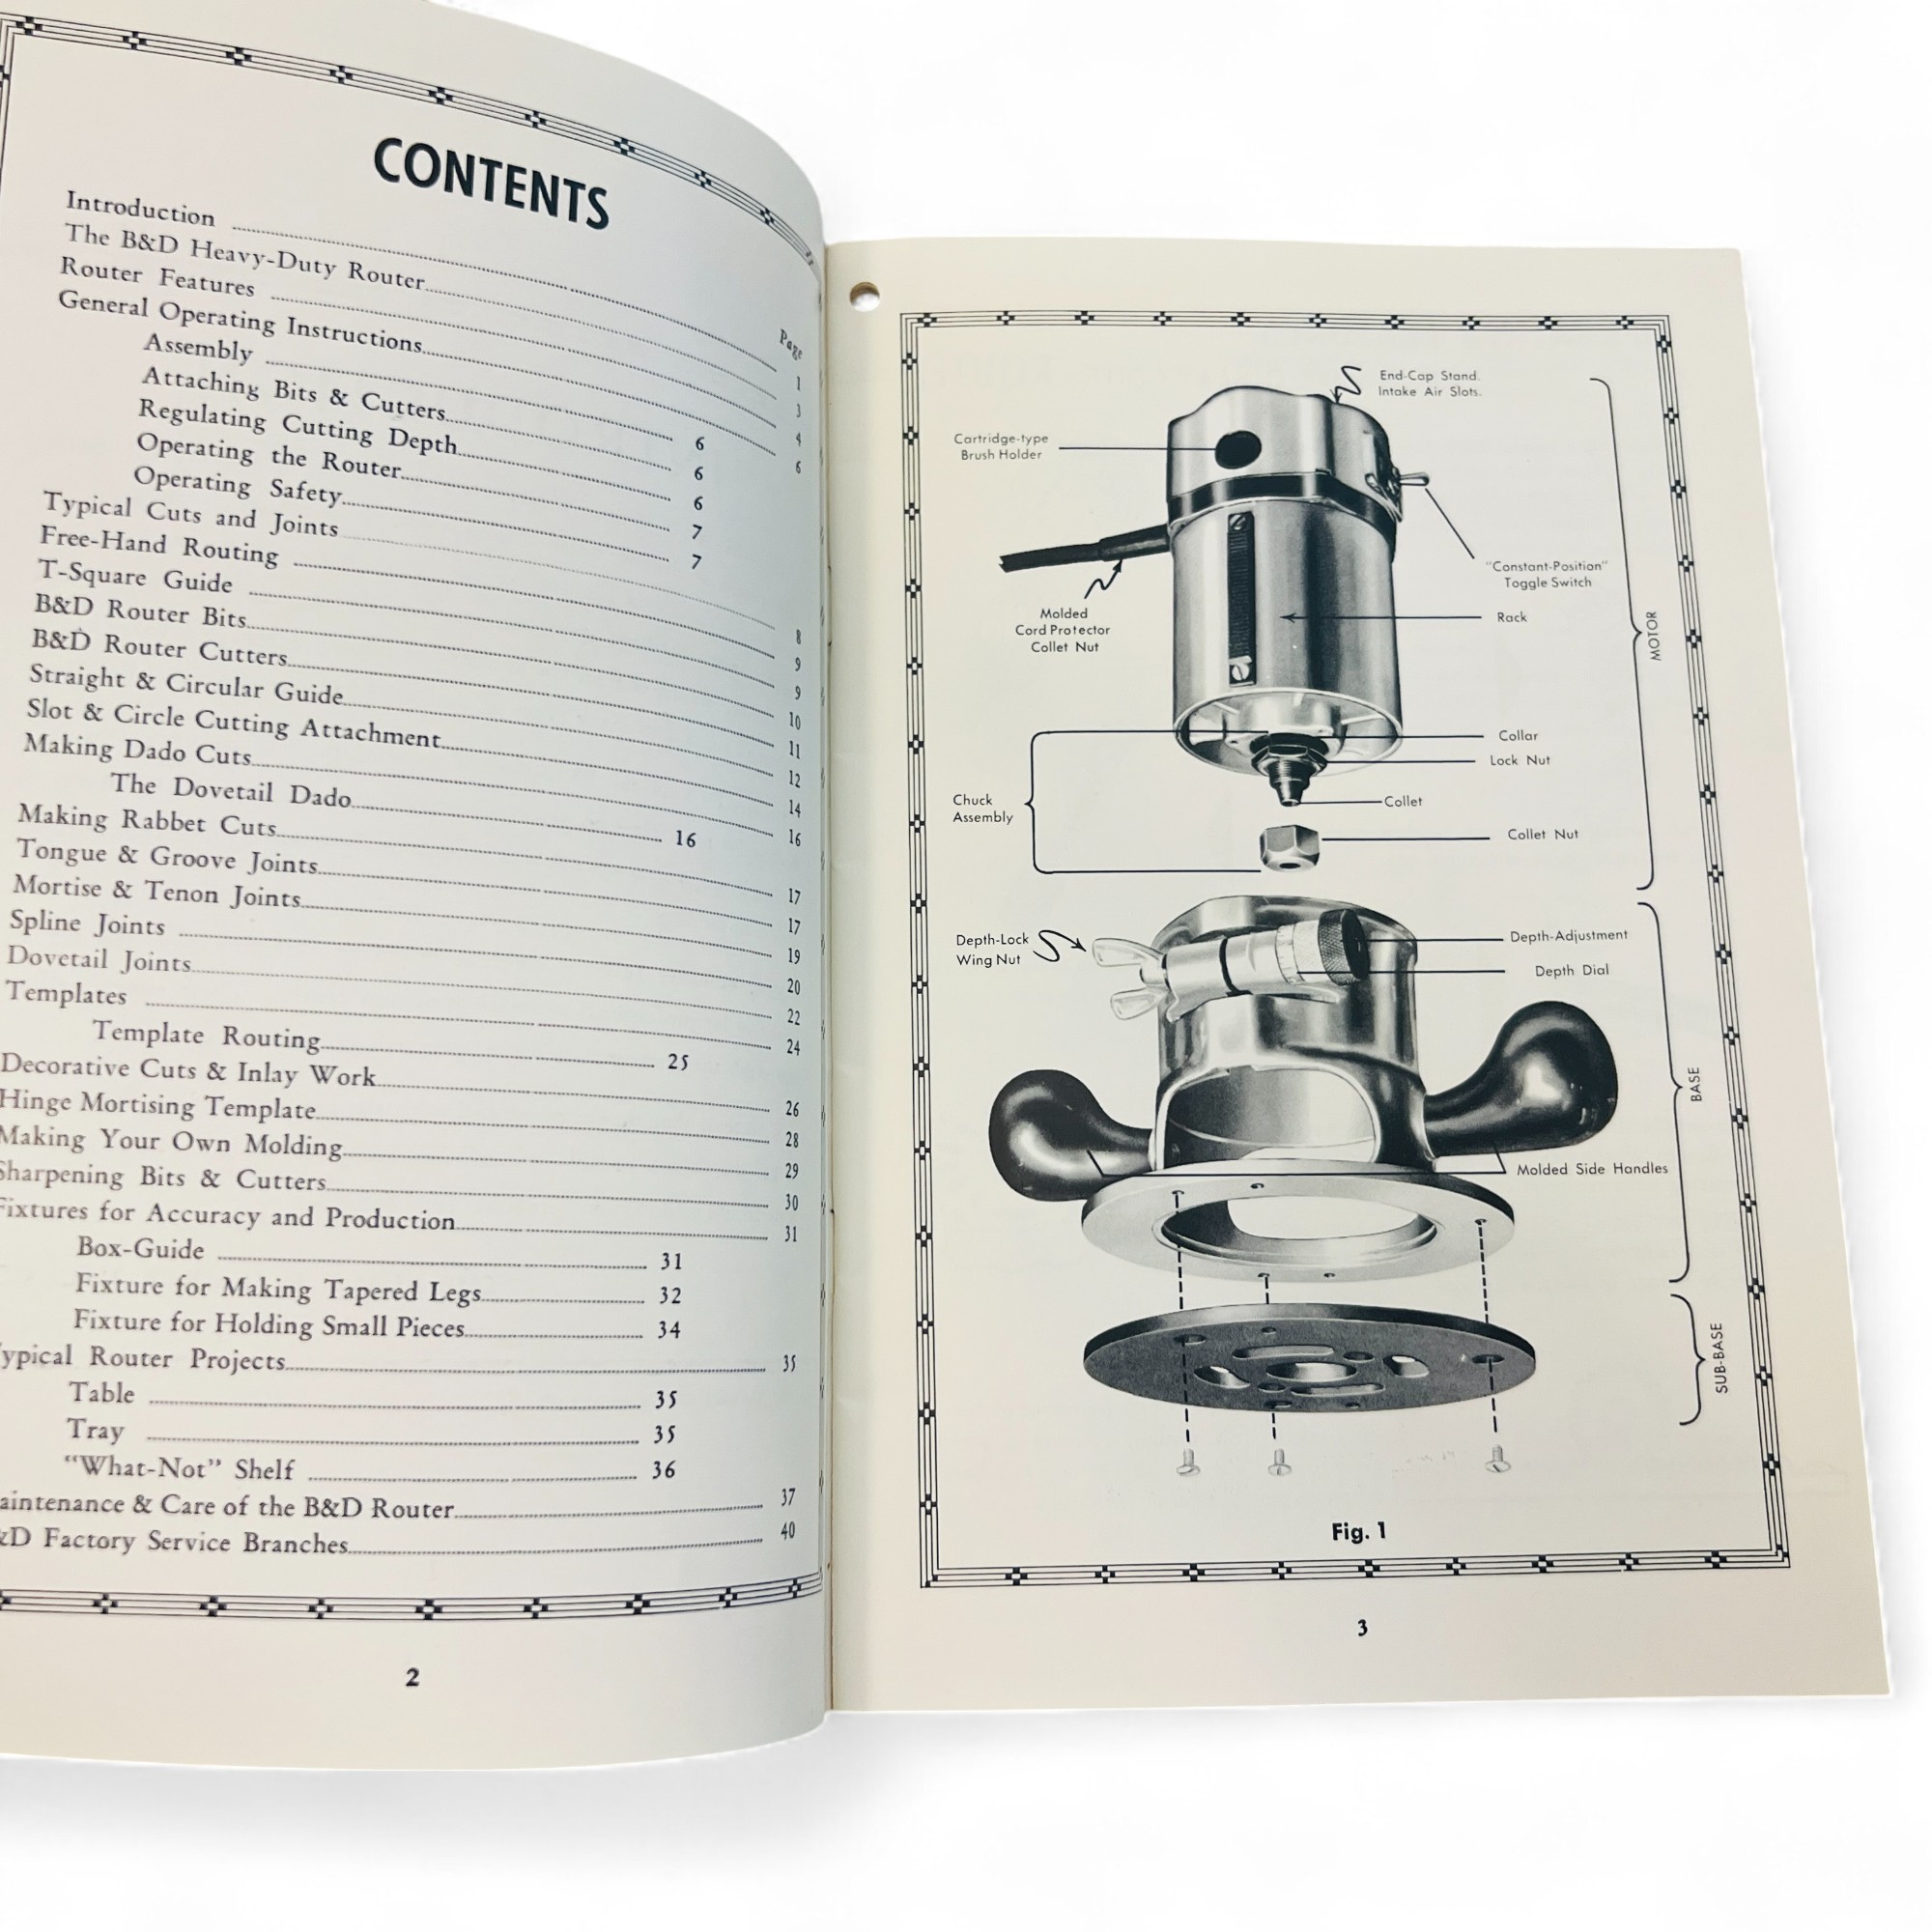 CONTENTS
Page
Introduction 1
The B&D Heavy-Duty Router 3
Router Features 4
General Operating Instructions 6
Assembly 6
Attaching Bits & Cutters 6
Regulating Cutting Depth 6
Operating the Router 7
Operating Safety 7
Typical Cuts and Joints 8
Free-Hand Routing 9
T-Square Guide 9
B&D Router Bits 10
B&D Router Cutters 11
Straight & Circular Guide 12
Slot & Circle Cutting Attachment 14
Making Dado Cuts 16
The Dovetail Dado 16
Making Rabbet Cuts 17
Tongue & Groove Joints 17
Mortise & Tenon Joints 19
Spline Joints 20
Dovetail Joints 22
Templates 24
Template Routing 25
Decorative Cuts & Inlay Work 26
Hinge Mortising Template 28
Making Your Own Molding 29
Sharpening Bits & Cutters 30
Fixtures for Accuracy and Production 31
Box-Guide 31
Fixture for Making Tapered Legs 32
Fixture for Holding Small Pieces 34
ypical Router Projects 35
Table 35
Tray 35
“What-Not” Shelf 36
aintenance & Care of the B&D Router 37
&D Factory Service Branches 40
2
End-Cap Stand.
Intake Air Slots.
Cartridge-type
Brush Holder
"Constant-Position"
Toggle Switch
Molded
Cord Protector
Collet Nut
Rack
MOTOR
Collar
Lock Nut
Chuck
Assembly
Collet
Collet Nut
Depth-Lock
Wing Nut
Depth-Adjustment
Depth Dial
BASE
Molded Side Handles
SUB-BASE
Fig. 1
3